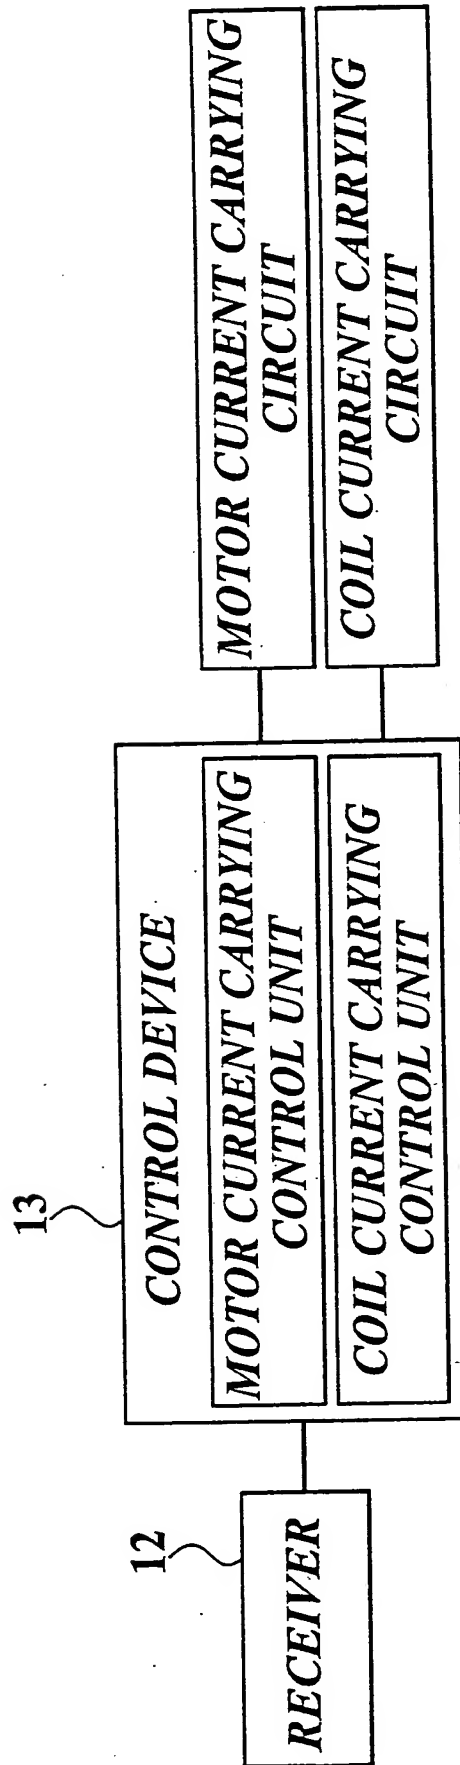 12
RECEIVER
13
CONTROL DEVICE
MOTOR CURRENT CARRYING
CONTROL UNIT
COIL CURRENT CARRYING
CONTROL UNIT
MOTOR CURRENT CARRYING
CIRCUIT
COIL CURRENT CARRYING
CIRCUIT